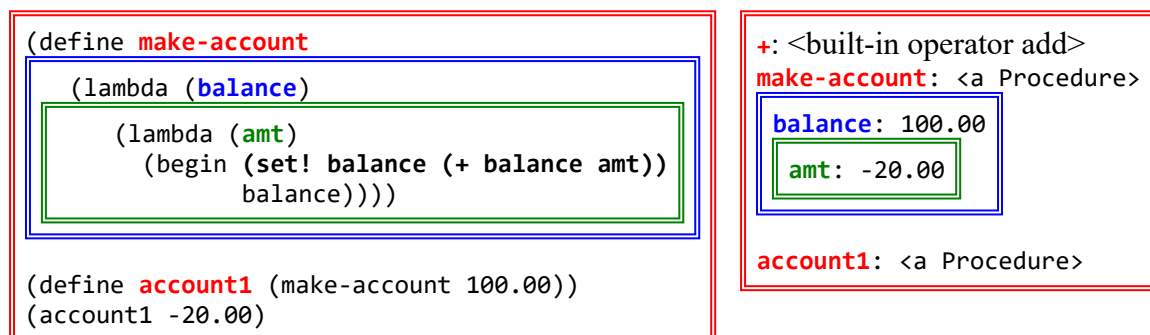 (define make-account
(lambda (balance)
(lambda (amt)
(begin (set! balance (+ balance amt))
balance))))
(define account1 (make-account 100.00))
(account1 -20.00)
+: <built-in operator add>
make-account: <a Procedure>
balance: 100.00
amt: -20.00
account1: <a Procedure>